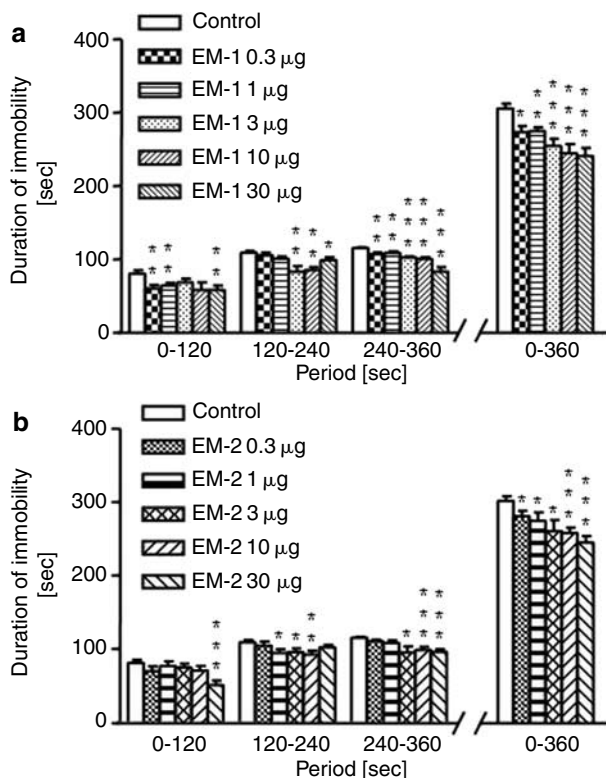 a
Control
EM-1 0.3 μg
EM-1 1 μg
EM-1 3 μg
EM-1 10 μg
EM-1 30 μg
Duration of immobility
[sec]
400
300
200
100
0
* *
* *
* *
* *
* *
*
* *
* *
* * *
* * *
* * *
*
* *
* * *
* * *
* * *
0-120
120-240
240-360
0-360
Period [sec]
b
Control
EM-2 0.3 μg
EM-2 1 μg
EM-2 3 μg
EM-2 10 μg
EM-2 30 μg
Duration of immobility
[sec]
400
300
200
100
0
* * *
*
*
* *
*
* * *
* * *
*
*
*
* * *
* * *
0-120
120-240
240-360
0-360
Period [sec]